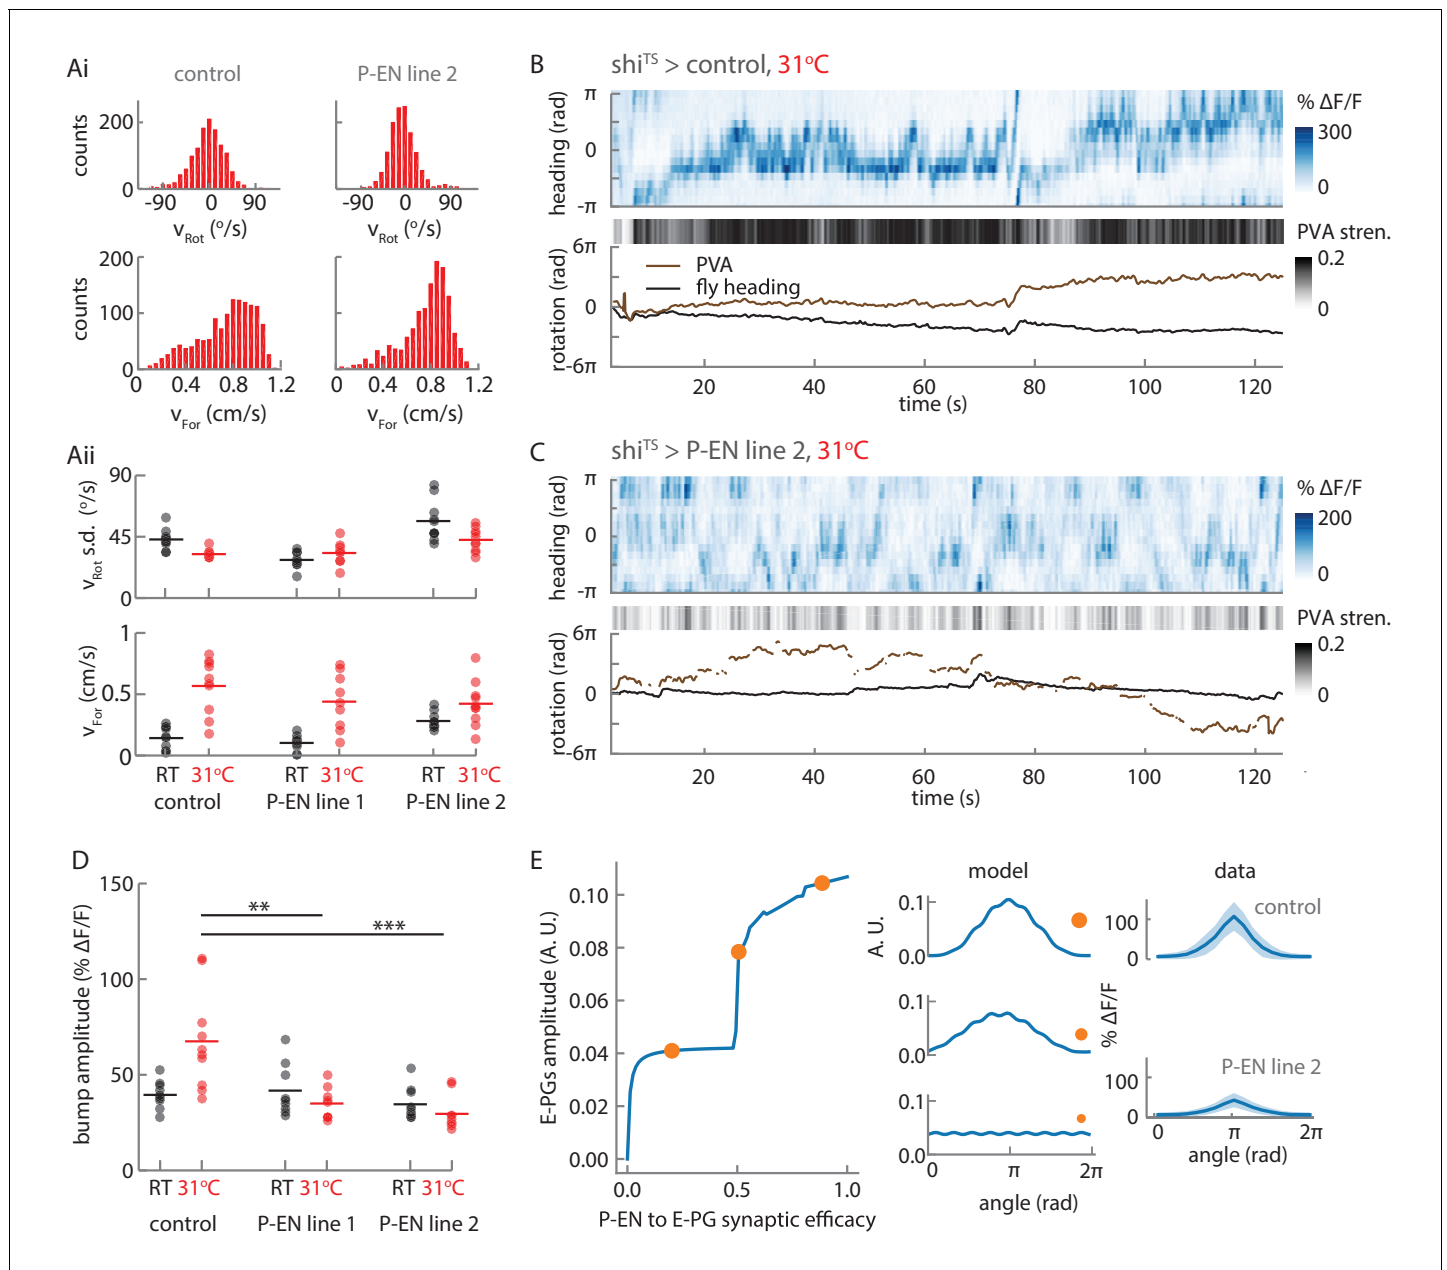 Ai
control
P-EN line 2
counts
200
0
-90 0 90
-90 0 90
vRot (°/s)
vRot (°/s)
counts
200
100
0
0 0.4 0.8 1.2
0 0.4 0.8 1.2
vFor (cm/s)
vFor (cm/s)
Aii
vRot s.d. (°/s)
90
45
0
vFor (cm/s)
1
0.5
0
RT 31°C RT 31°C RT 31°C
control P-EN line 1 P-EN line 2
B
shiTS > control, 31°C
heading (rad)
π
0
-π
% ΔF/F
300
0
PVA stren.
0.2
0
rotation (rad)
6π
0
-6π
PVA
fly heading
20 40 60 80 100 120
time (s)
C
shiTS > P-EN line 2, 31°C
heading (rad)
π
0
-π
% ΔF/F
200
0
PVA stren.
0.2
0
rotation (rad)
6π
0
-6π
20 40 60 80 100 120
time (s)
D
bump amplitude (% ΔF/F)
150
100
50
0
**
***
RT 31°C RT 31°C RT 31°C
control P-EN line 1 P-EN line 2
E
E-PGs amplitude (A. U.)
0.10
0.08
0.06
0.04
0.02
0.00
0.0 0.5 1.0
P-EN to E-PG synaptic efficacy
model
A. U.
0.1
0.0
0.1
0.0
0.1
0.0
0 π 2π
angle (rad)
data
% ΔF/F
control
100
0
P-EN line 2
100
0
0 π 2π
angle (rad)